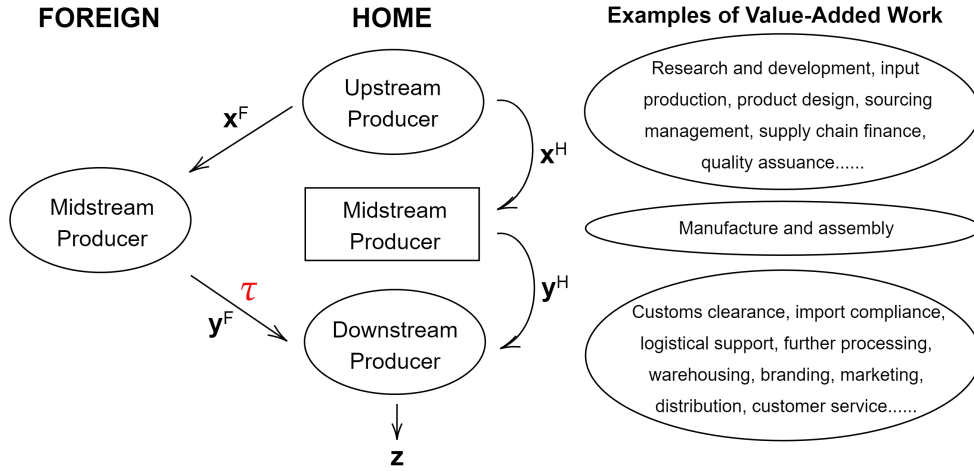 FOREIGN
HOME
Examples of Value-Added Work
Upstream
Producer
x^F
x^H
Midstream
Producer
Midstream
Producer
τ
y^F
y^H
Downstream
Producer
z
Research and development, input
production, product design, sourcing
management, supply chain finance,
quality assuance......
Manufacture and assembly
Customs clearance, import compliance,
logistical support, further processing,
warehousing, branding, marketing,
distribution, customer service......